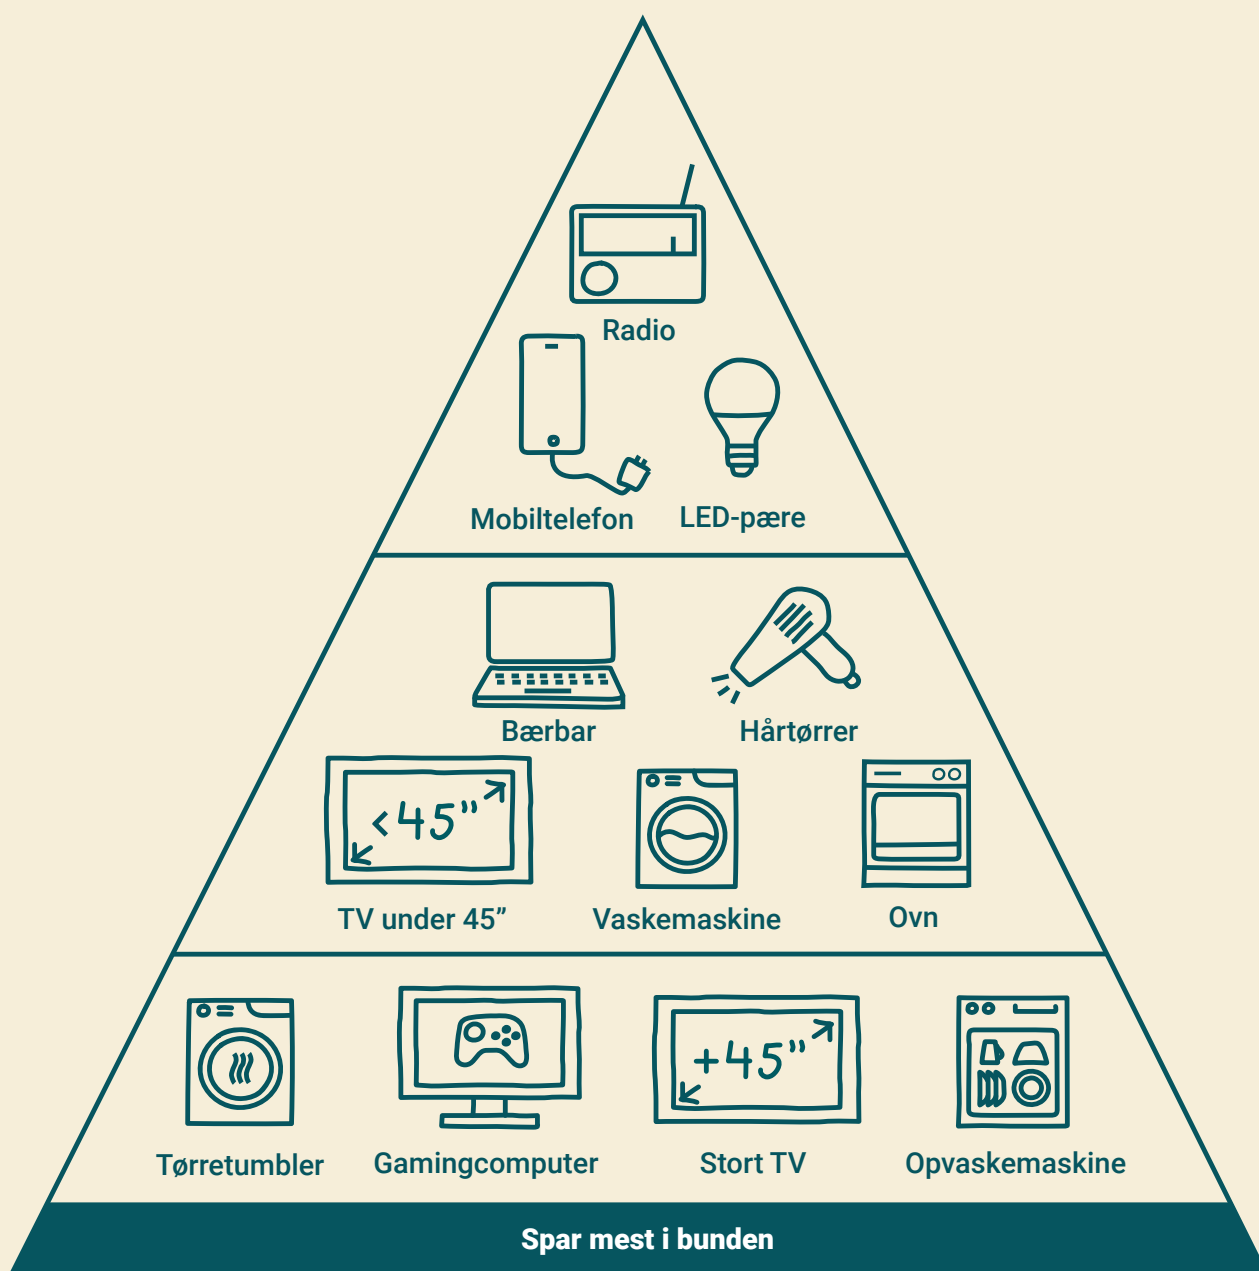 Radio
Mobiltelefon
LED-pære
Bærbar
Hårtørrer
<45”
TV under 45”
Vaskemaskine
Ovn
+45”
Tørretumbler
Gamingcomputer
Stort TV
Opvaskemaskine
Spar mest i bunden